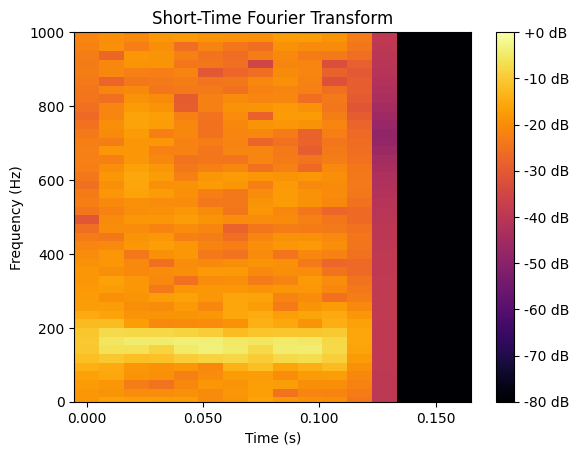 Short-Time Fourier Transform
Frequency (Hz)
1000
800
600
400
200
0
0.000
0.050
0.100
0.150
Time (s)
+0 dB
-10 dB
-20 dB
-30 dB
-40 dB
-50 dB
-60 dB
-70 dB
-80 dB